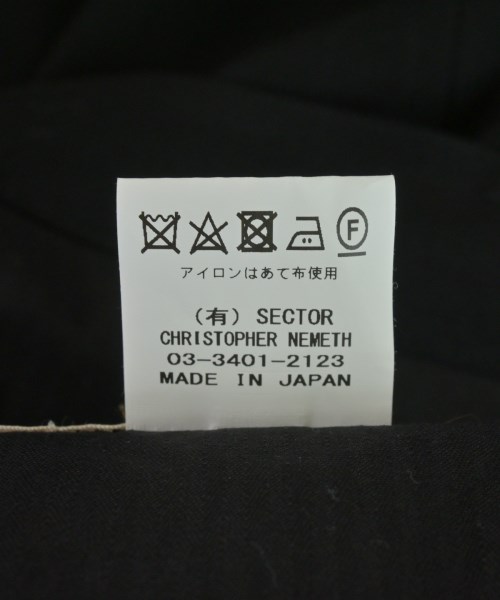 F
アイロンはあて布使用
(有) SECTOR
CHRISTOPHER NEMETH
03-3401-2123
MADE IN JAPAN